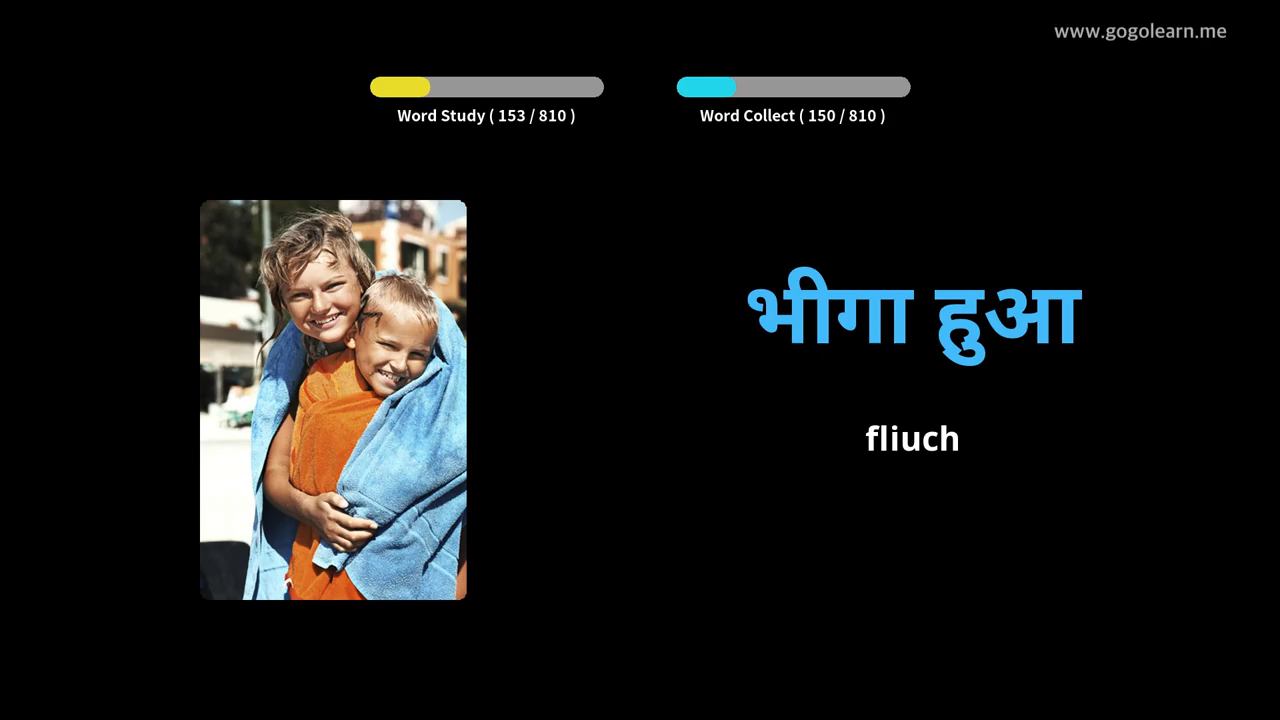 www.gogolearn.me
Word Study ( 153 / 810 )
Word Collect ( 150 / 810 )
भीगा हुआ
fliuch